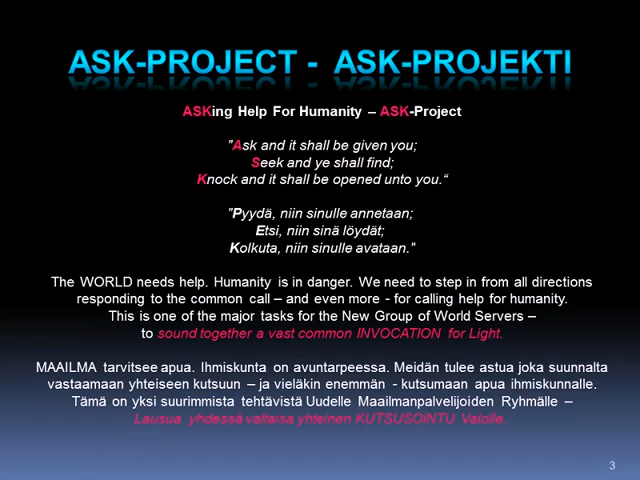 ASK-PROJECT - ASK-PROJEKTI
ASKing Help For Humanity – ASK-Project
"Ask and it shall be given you;
Seek and ye shall find;
Knock and it shall be opened unto you.“
"Pyydä, niin sinulle annetaan;
Etsi, niin sinä löydät;
Kolkuta, niin sinulle avataan."
The WORLD needs help. Humanity is in danger. We need to step in from all directions
responding to the common call – and even more - for calling help for humanity.
This is one of the major tasks for the New Group of World Servers –
to sound together a vast common INVOCATION for Light.
MAAILMA tarvitsee apua. Ihmiskunta on avuntarpeessa. Meidän tulee astua joka suunnalta
vastaamaan yhteiseen kutsuun – ja vieläkin enemmän - kutsumaan apua ihmiskunnalle.
Tämä on yksi suurimmista tehtävistä Uudelle Maailmanpalvelijoiden Ryhmälle –
Lausua yhdessä valtaisa yhteinen KUTSUSOINTU Valolle.
3